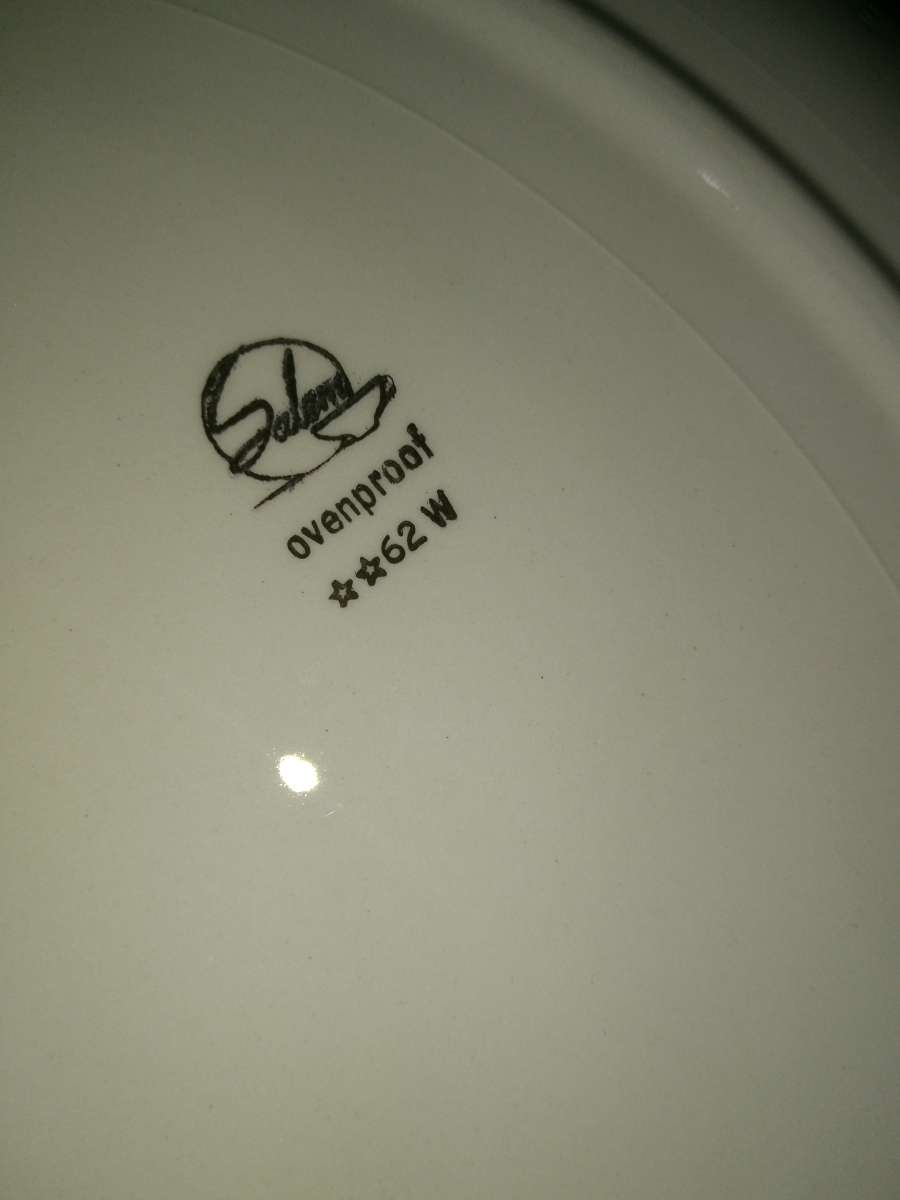 Salem
ovenproof
☆☆62 W